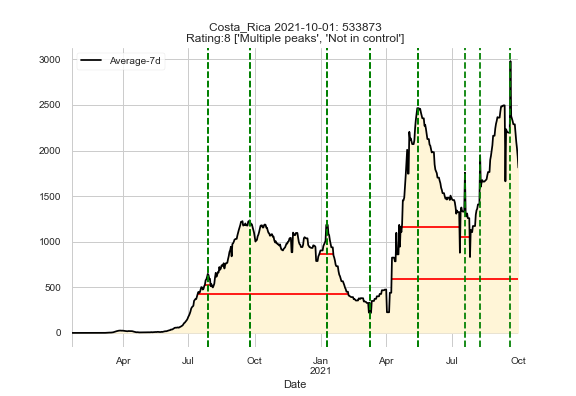 Costa_Rica 2021-10-01: 533873
Rating:8 ['Multiple peaks', 'Not in control']
Average-7d
3000
2500
2000
1500
1000
500
0
Apr Jul Oct Jan Apr Jul Oct
2021
Date